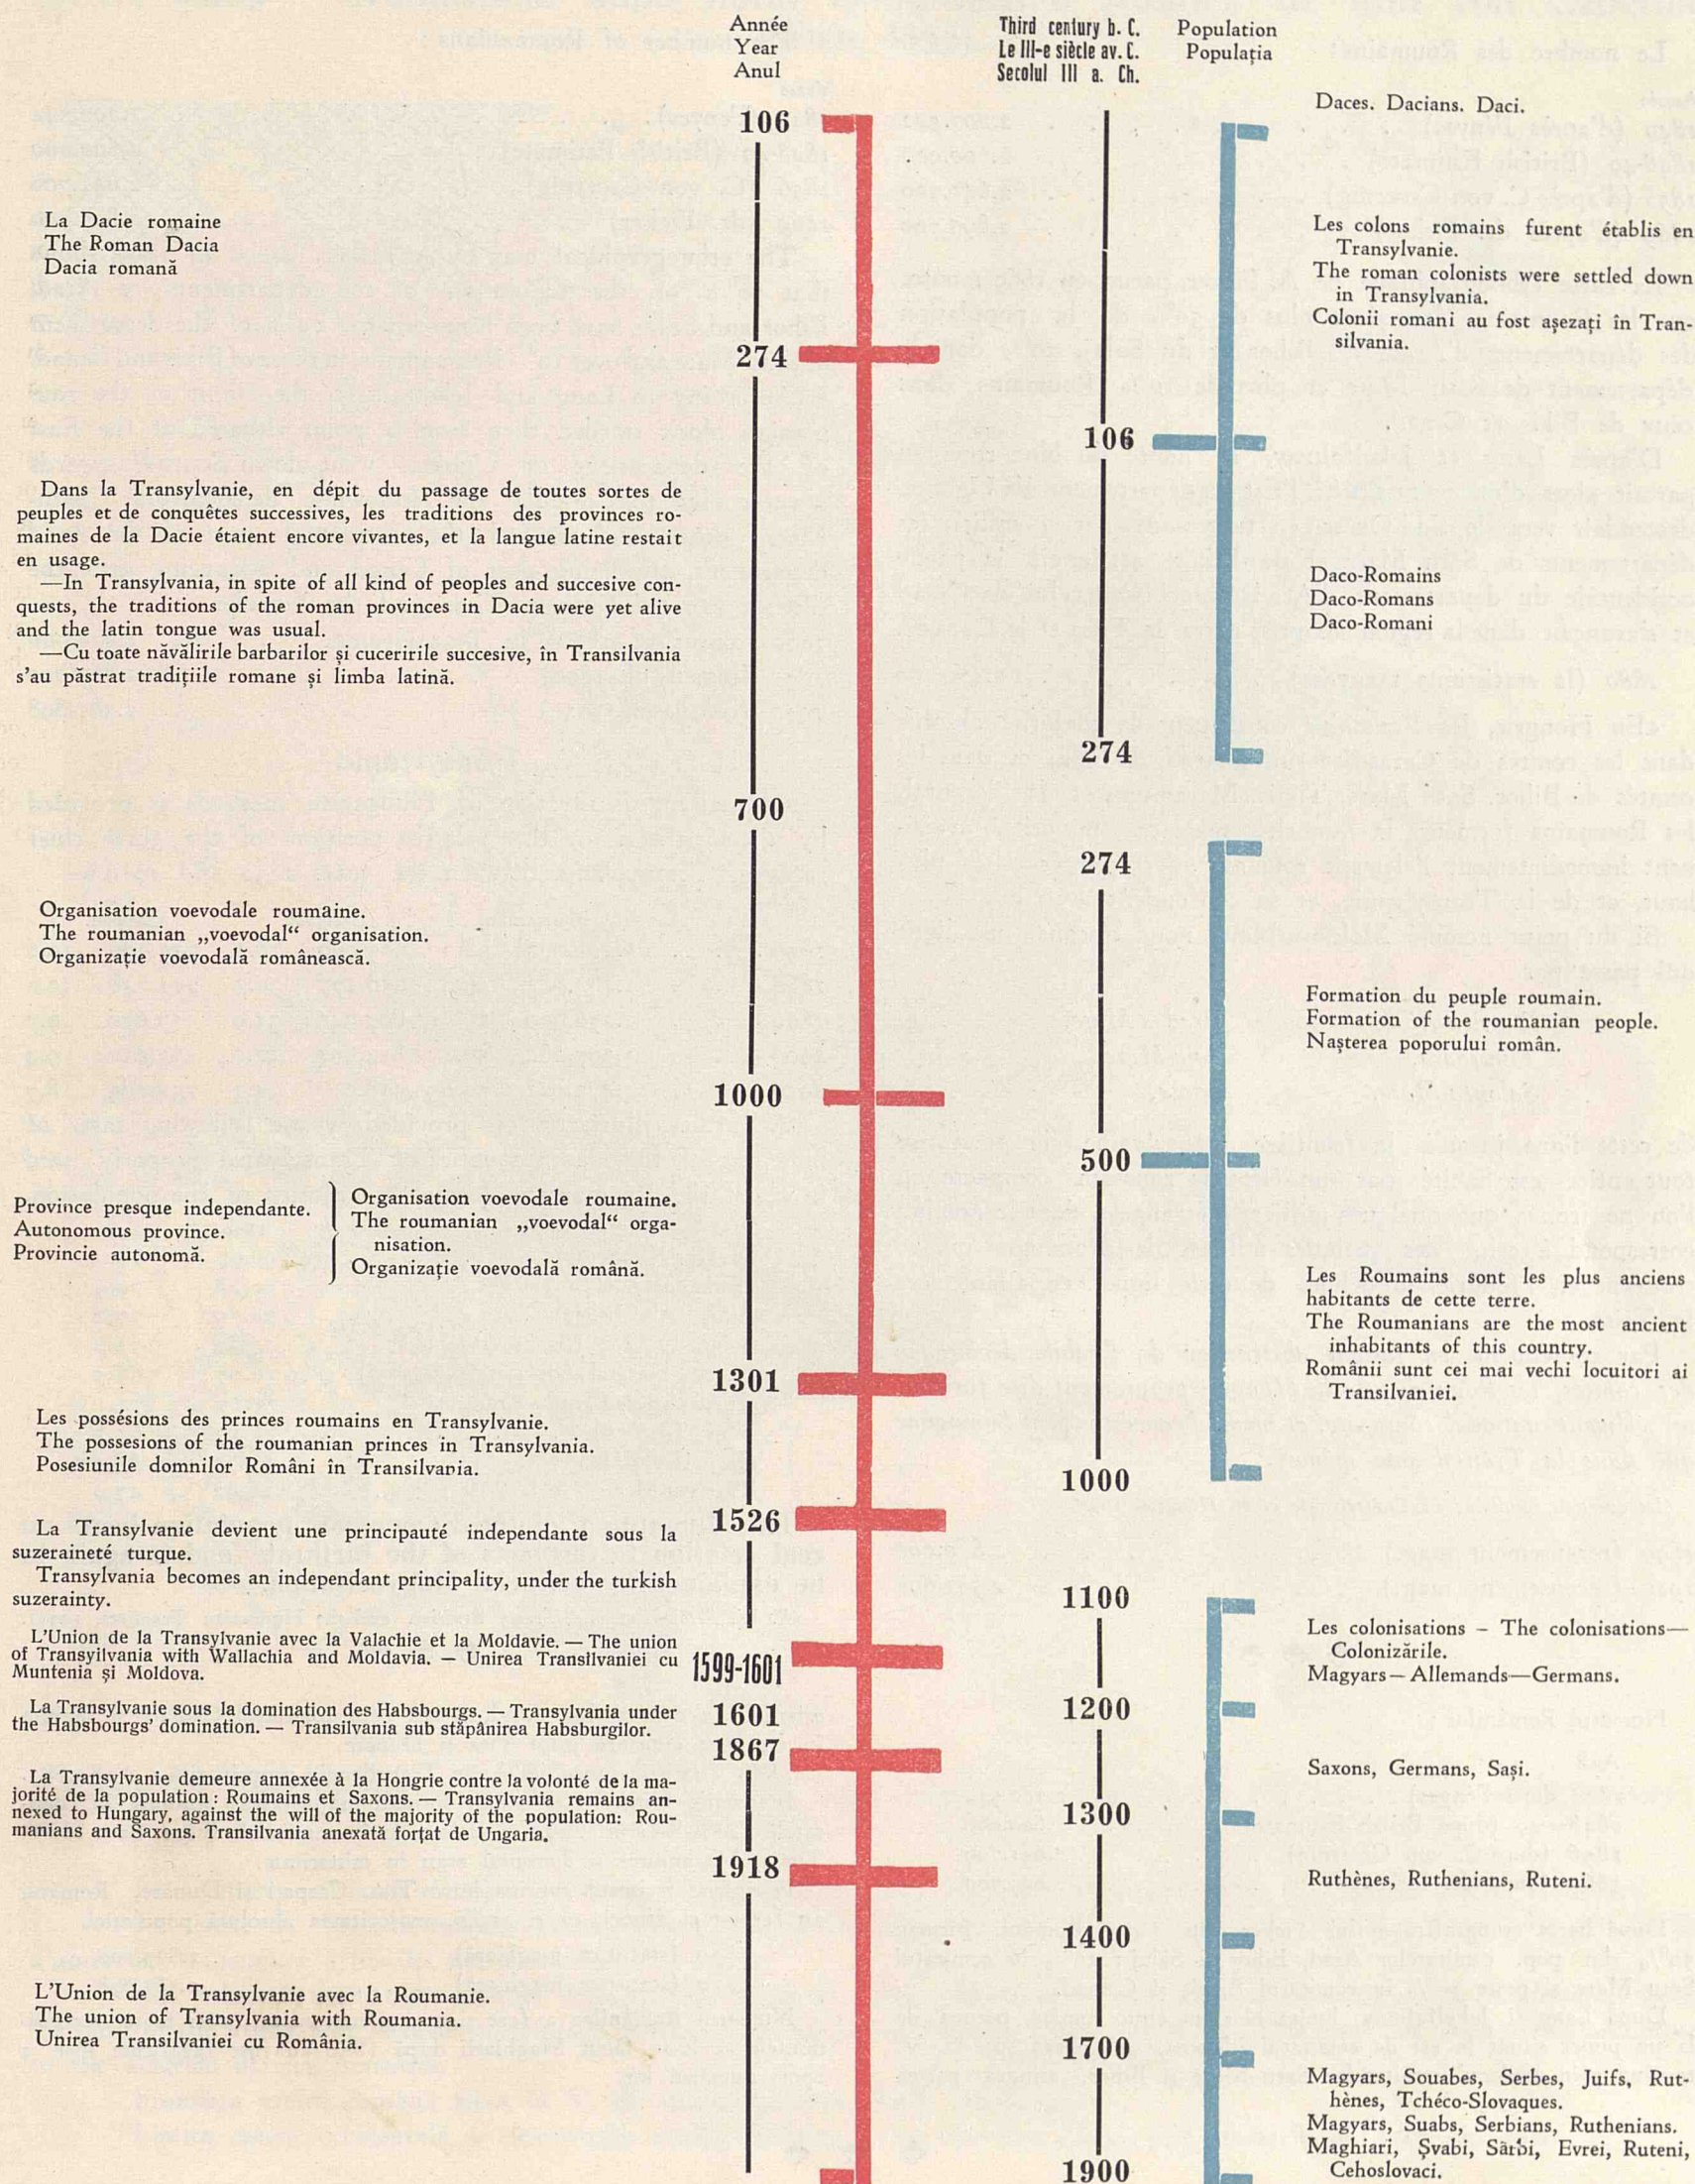 Année
Year
Anul
106
La Dacie romaine
The Roman Dacia
Dacia romană
274
Dans la Transylvanie, en dépit du passage de toutes sortes de
peuples et de conquêtes successives, les traditions des provinces ro-
maines de la Dacie étaient encore vivantes, et la langue latine restait
en usage.
—In Transylvania, in spite of all kind of peoples and succesive con-
quests, the traditions of the roman provinces in Dacia were yet alive
and the latin tongue was usual.
—Cu toate năvălirile barbarilor și cuceririle succesive, în Transilvania
s'au păstrat tradițiile romane și limba latină.
700
Organisation voevodale roumaine.
The roumanian „voevodal“ organisation.
Organizație voevodală românească.
1000
Province presque independante.
Autonomous province.
Provincie autonomă.
Organisation voevodale roumaine.
The roumanian „voevodal“ orga-
nisation.
Organizație voevodală română.
1301
Les possésions des princes roumains en Transylvanie.
The possesions of the roumanian princes in Transylvania.
Posesiunile domnilor Români în Transilvania.
1526
La Transylvanie devient une principauté independante sous la
suzeraineté turque.
Transylvania becomes an independant principality, under the turkish
suzerainty.
L'Union de la Transylvanie avec la Valachie et la Moldavie. — The union
of Transyilvania with Wallachia and Moldavia. — Unirea Transilvaniei cu
Muntenia și Moldova.
1599-1601
La Transylvanie sous la domination des Habsbourgs. — Transylvania under
the Habsbourgs' domination. — Transilvania sub stăpânirea Habsburgilor.
1601
1867
La Transylvanie demeure annexée à la Hongrie contre la volonté de la ma-
jorité de la population : Roumains et Saxons. — Transylvania remains an-
nexed to Hungary, against the will of the majority of the population: Rou-
manians and Saxons. Transilvania anexată forțat de Ungaria.
1918
L'Union de la Transylvanie avec la Roumanie.
The union of Transylvania with Roumania.
Unirea Transilvaniei cu România.
Third century b. C.
Le III-e siècle av. C.
Secolul III a. Ch.
Population
Populația
Daces. Dacians. Daci.
Les colons romains furent établis en
Transylvanie.
The roman colonists were settled down
in Transylvania.
Colonii romani au fost așezați în Tran-
silvania.
106
Daco-Romains
Daco-Romans
Daco-Romani
274
274
Formation du peuple roumain.
Formation of the roumanian people.
Nașterea poporului român.
500
Les Roumains sont les plus anciens
habitants de cette terre.
The Roumanians are the most ancient
inhabitants of this country.
Românii sunt cei mai vechi locuitori ai
Transilvaniei.
1000
1100
Les colonisations – The colonisations—
Colonizările.
Magyars — Allemands—Germans.
1200
Saxons, Germans, Sași.
1300
Ruthènes, Ruthenians, Ruteni.
1400
1700
Magyars, Souabes, Serbes, Juifs, Rut-
hènes, Tchéco-Slovaques.
Magyars, Suabs, Serbians, Ruthenians.
Maghiari, Șvabi, Sârbi, Evrei, Ruteni,
Cehoslovaci.
1900